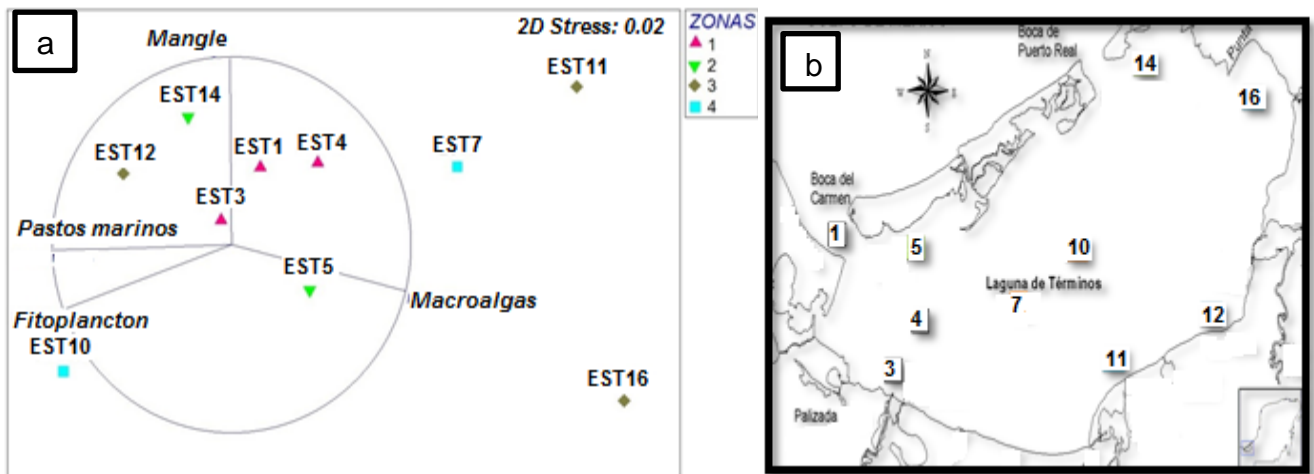 a
Mangle
2D Stress: 0.02
ZONAS
1
2
3
4
EST11
EST14
EST1
EST4
EST7
EST12
EST3
Pastos marinos
EST5
Macroalgas
Fitoplancton
EST10
EST16
b
Boca de
Puerto Real
N
S
Punta
14
16
Boca del
Carmen
1
5
10
Laguna de Términos
7
4
12
11
3
Palizada